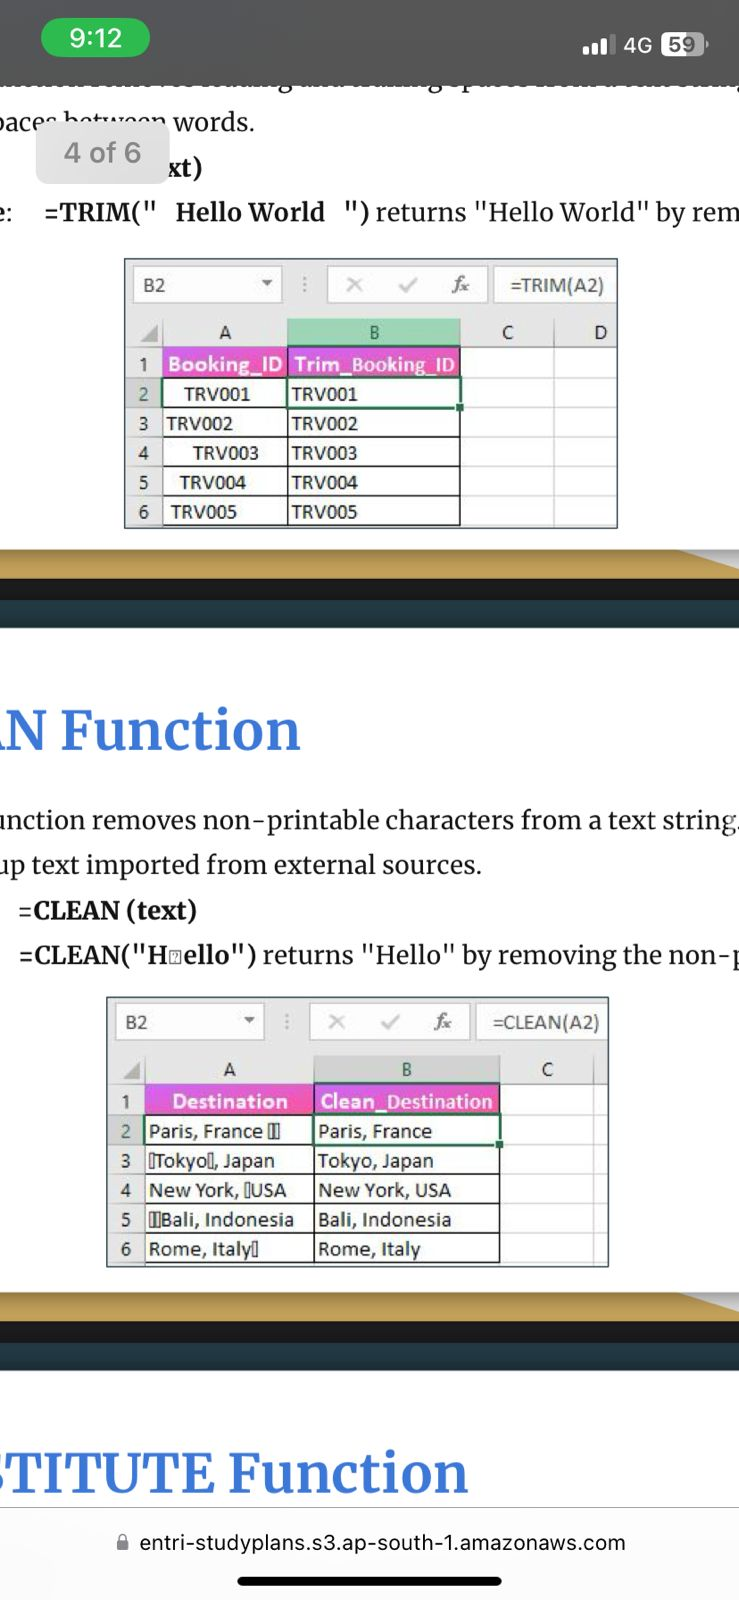 9:12
4G 59
paces between words.
4 of 6
xt)
e: =TRIM("  Hello World  ") returns "Hello World" by rem
B2 fx =TRIM(A2)
A B C D
1 Booking_ID Trim_Booking_ID
2 TRV001 TRV001
3 TRV002 TRV002
4 TRV003 TRV003
5 TRV004 TRV004
6 TRV005 TRV005
N Function
unction removes non-printable characters from a text string.
up text imported from external sources.
=CLEAN (text)
=CLEAN("H⍰ello") returns "Hello" by removing the non-p
B2 fx =CLEAN(A2)
A B C
1 Destination Clean_Destination
2 Paris, France ▯▯ Paris, France
3 ▯Tokyo▯, Japan Tokyo, Japan
4 New York, ▯USA New York, USA
5 ▯▯Bali, Indonesia Bali, Indonesia
6 Rome, Italy▯ Rome, Italy
STITUTE Function
entri-studyplans.s3.ap-south-1.amazonaws.com